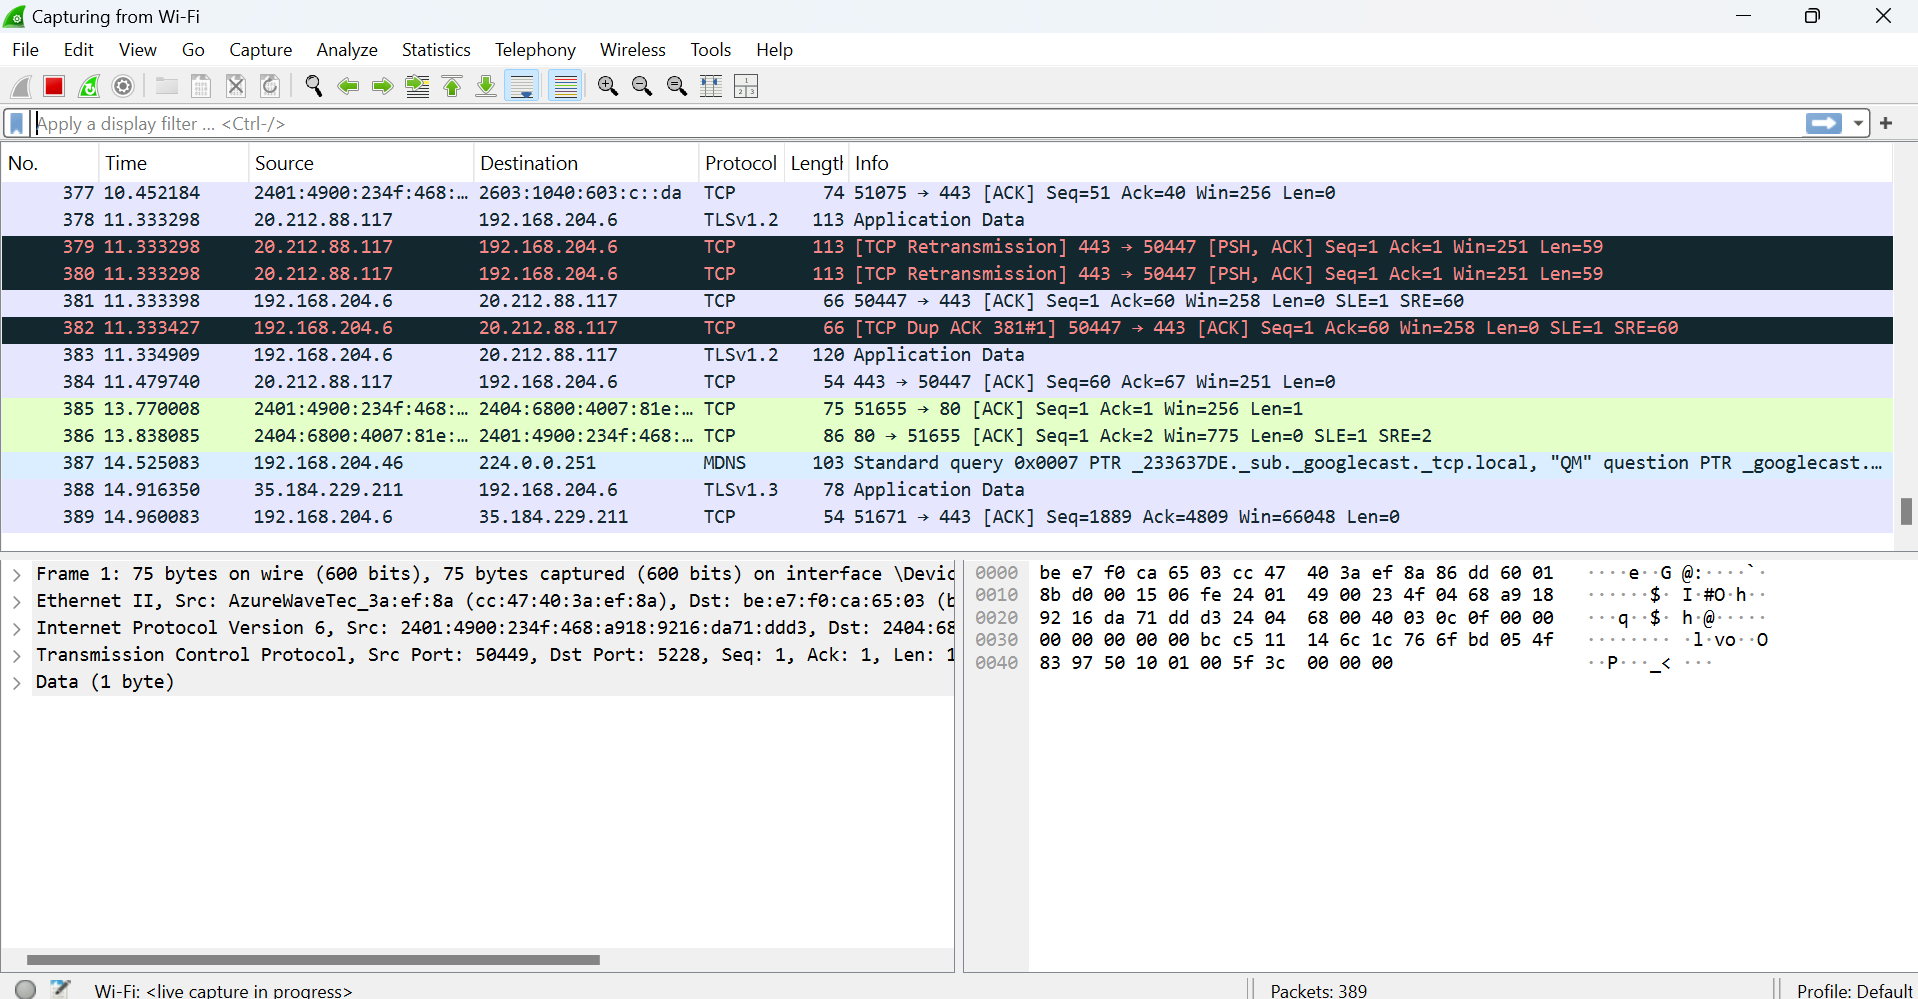 Capturing from Wi-Fi
File Edit View Go Capture Analyze Statistics Telephony Wireless Tools Help
Apply a display filter ... <Ctrl-/>
No. Time Source Destination Protocol Length Info
377 10.452184 2401:4900:234f:468:… 2603:1040:603:c::da TCP 74 51075 → 443 [ACK] Seq=51 Ack=40 Win=256 Len=0
378 11.333298 20.212.88.117 192.168.204.6 TLSv1.2 113 Application Data
379 11.333298 20.212.88.117 192.168.204.6 TCP 113 [TCP Retransmission] 443 → 50447 [PSH, ACK] Seq=1 Ack=1 Win=251 Len=59
380 11.333298 20.212.88.117 192.168.204.6 TCP 113 [TCP Retransmission] 443 → 50447 [PSH, ACK] Seq=1 Ack=1 Win=251 Len=59
381 11.333398 192.168.204.6 20.212.88.117 TCP 66 50447 → 443 [ACK] Seq=1 Ack=60 Win=258 Len=0 SLE=1 SRE=60
382 11.333427 192.168.204.6 20.212.88.117 TCP 66 [TCP Dup ACK 381#1] 50447 → 443 [ACK] Seq=1 Ack=60 Win=258 Len=0 SLE=1 SRE=60
383 11.334909 192.168.204.6 20.212.88.117 TLSv1.2 120 Application Data
384 11.479740 20.212.88.117 192.168.204.6 TCP 54 443 → 50447 [ACK] Seq=60 Ack=67 Win=251 Len=0
385 13.770008 2401:4900:234f:468:… 2404:6800:4007:81e:… TCP 75 51655 → 80 [ACK] Seq=1 Ack=1 Win=256 Len=1
386 13.838085 2404:6800:4007:81e:… 2401:4900:234f:468:… TCP 86 80 → 51655 [ACK] Seq=1 Ack=2 Win=775 Len=0 SLE=1 SRE=2
387 14.525083 192.168.204.46 224.0.0.251 MDNS 103 Standard query 0x0007 PTR _233637DE._sub._googlecast._tcp.local, "QM" question PTR _googlecast.…
388 14.916350 35.184.229.211 192.168.204.6 TLSv1.3 78 Application Data
389 14.960083 192.168.204.6 35.184.229.211 TCP 54 51671 → 443 [ACK] Seq=1889 Ack=4809 Win=66048 Len=0
Frame 1: 75 bytes on wire (600 bits), 75 bytes captured (600 bits) on interface \Devic
Ethernet II, Src: AzureWaveTec_3a:ef:8a (cc:47:40:3a:ef:8a), Dst: be:e7:f0:ca:65:03 (b
Internet Protocol Version 6, Src: 2401:4900:234f:468:a918:9216:da71:ddd3, Dst: 2404:68
Transmission Control Protocol, Src Port: 50449, Dst Port: 5228, Seq: 1, Ack: 1, Len: 1
Data (1 byte)
0000 be e7 f0 ca 65 03 cc 47 40 3a ef 8a 86 dd 60 01 ····e··G @:····`·
0010 8b d0 00 15 06 fe 24 01 49 00 23 4f 04 68 a9 18 ······$· I·#O·h··
0020 92 16 da 71 dd d3 24 04 68 00 40 03 0c 0f 00 00 ···q··$· h·@·····
0030 00 00 00 00 00 bc c5 11 14 6c 1c 76 6f bd 05 4f ········ ·l·vo··O
0040 83 97 50 10 01 00 5f 3c 00 00 00 ··P···_< ···
Wi-Fi: <live capture in progress> Packets: 389 Profile: Default